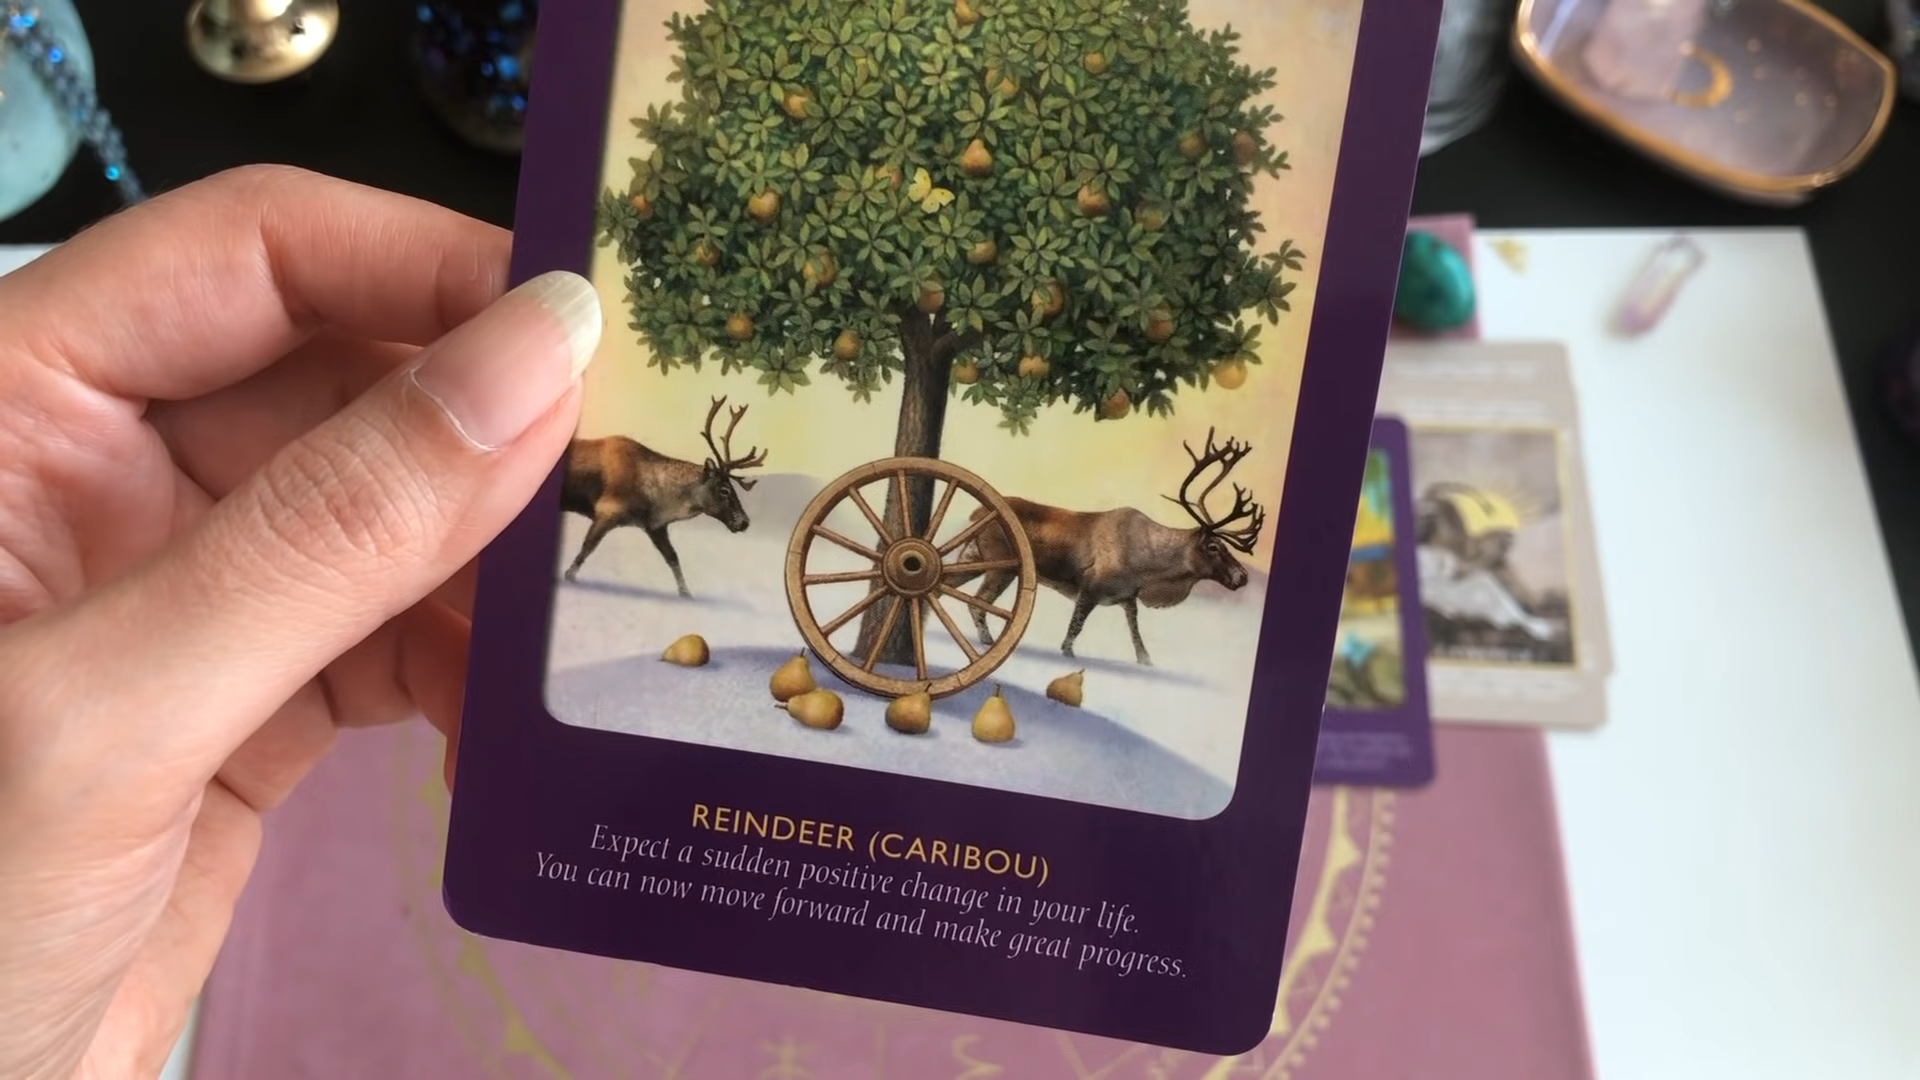 REINDEER (CARIBOU)
Expect a sudden positive change in your life.
You can now move forward and make great progress.